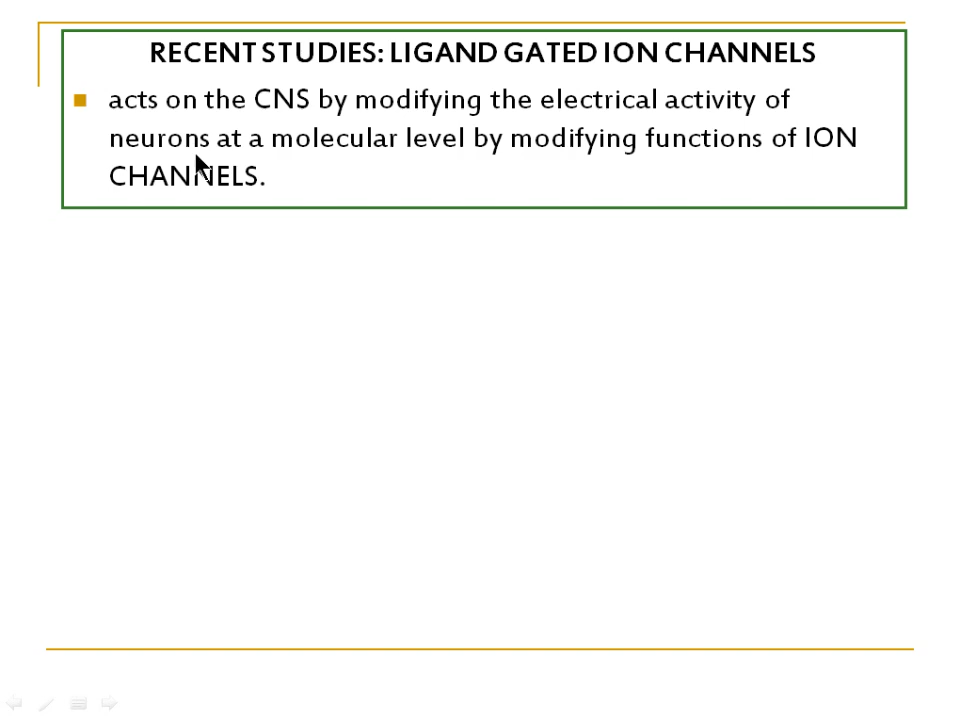 RECENT STUDIES: LIGAND GATED ION CHANNELS
acts on the CNS by modifying the electrical activity of
neurons at a molecular level by modifying functions of ION
CHANNELS.